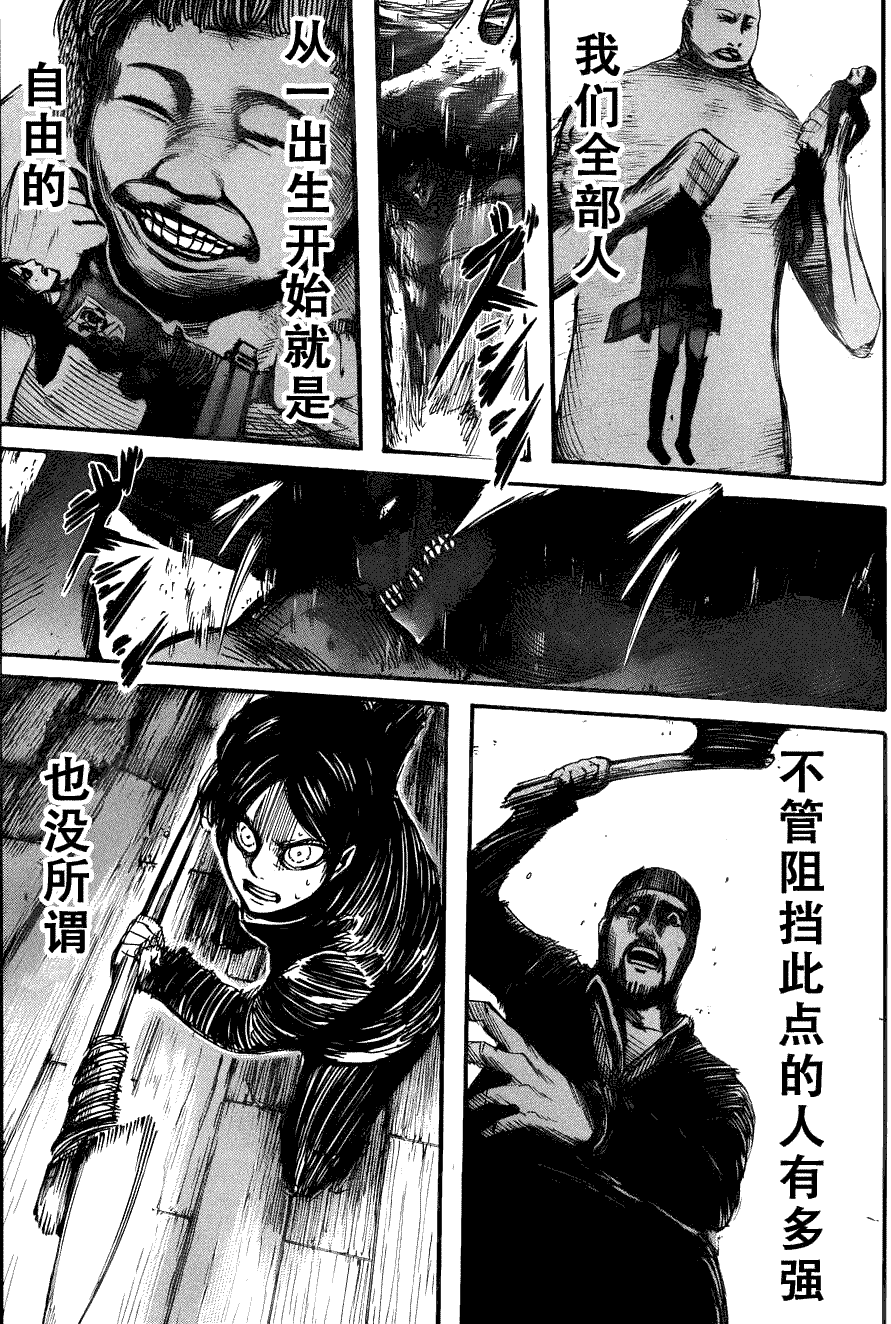 我们全部人
从一出生开始就是
自由的
不管阻挡此点的人有多强
也没所谓